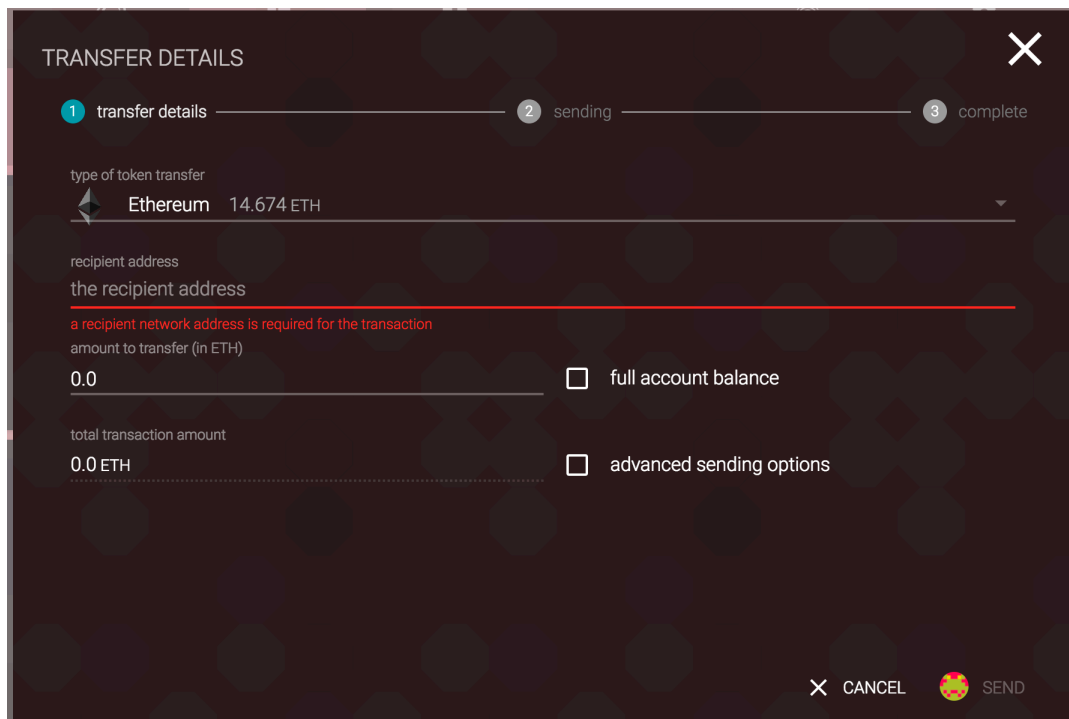 TRANSFER DETAILS
1 transfer details 2 sending 3 complete
type of token transfer
Ethereum 14.674 ETH
recipient address
the recipient address
a recipient network address is required for the transaction
amount to transfer (in ETH)
0.0 full account balance
total transaction amount
0.0 ETH advanced sending options
CANCEL SEND